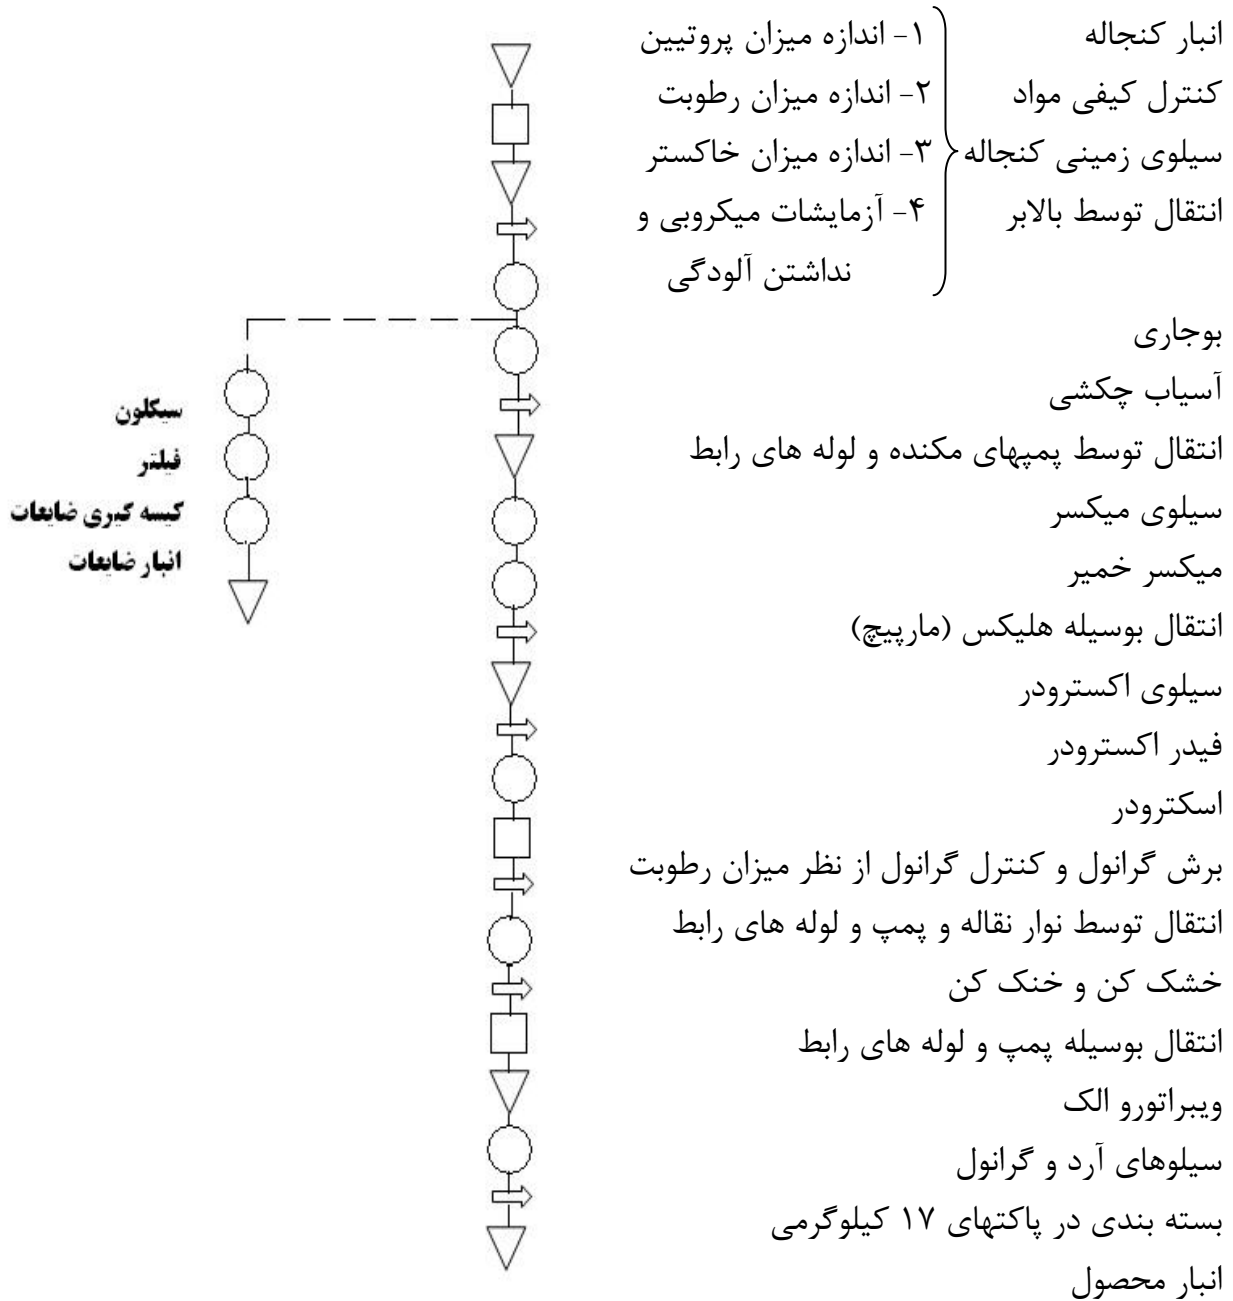 انبار کنجاله
کنترل کیفی مواد
سیلوی زمینی کنجاله
انتقال توسط بالابر
۱- اندازه میزان پروتیین
۲- اندازه میزان رطوبت
۳- اندازه میزان خاکستر
۴- آزمایشات میکروبی و
نداشتن آلودگی
بوجاری
آسیاب چکشی
انتقال توسط پمپهای مکنده و لوله های رابط
سیلوی میکسر
میکسر خمیر
انتقال بوسیله هلیکس (مارپیچ)
سیلوی اکسترودر
فیدر اکسترودر
اسکترودر
برش گرانول و کنترل گرانول از نظر میزان رطوبت
انتقال توسط نوار نقاله و پمپ و لوله های رابط
خشک کن و خنک کن
انتقال بوسیله پمپ و لوله های رابط
ویبراتورو الک
سیلوهای آرد و گرانول
بسته بندی در پاکتهای ۱۷ کیلوگرمی
انبار محصول
سیکلون
فیلتر
کیسه گیری ضایعات
انبار ضایعات